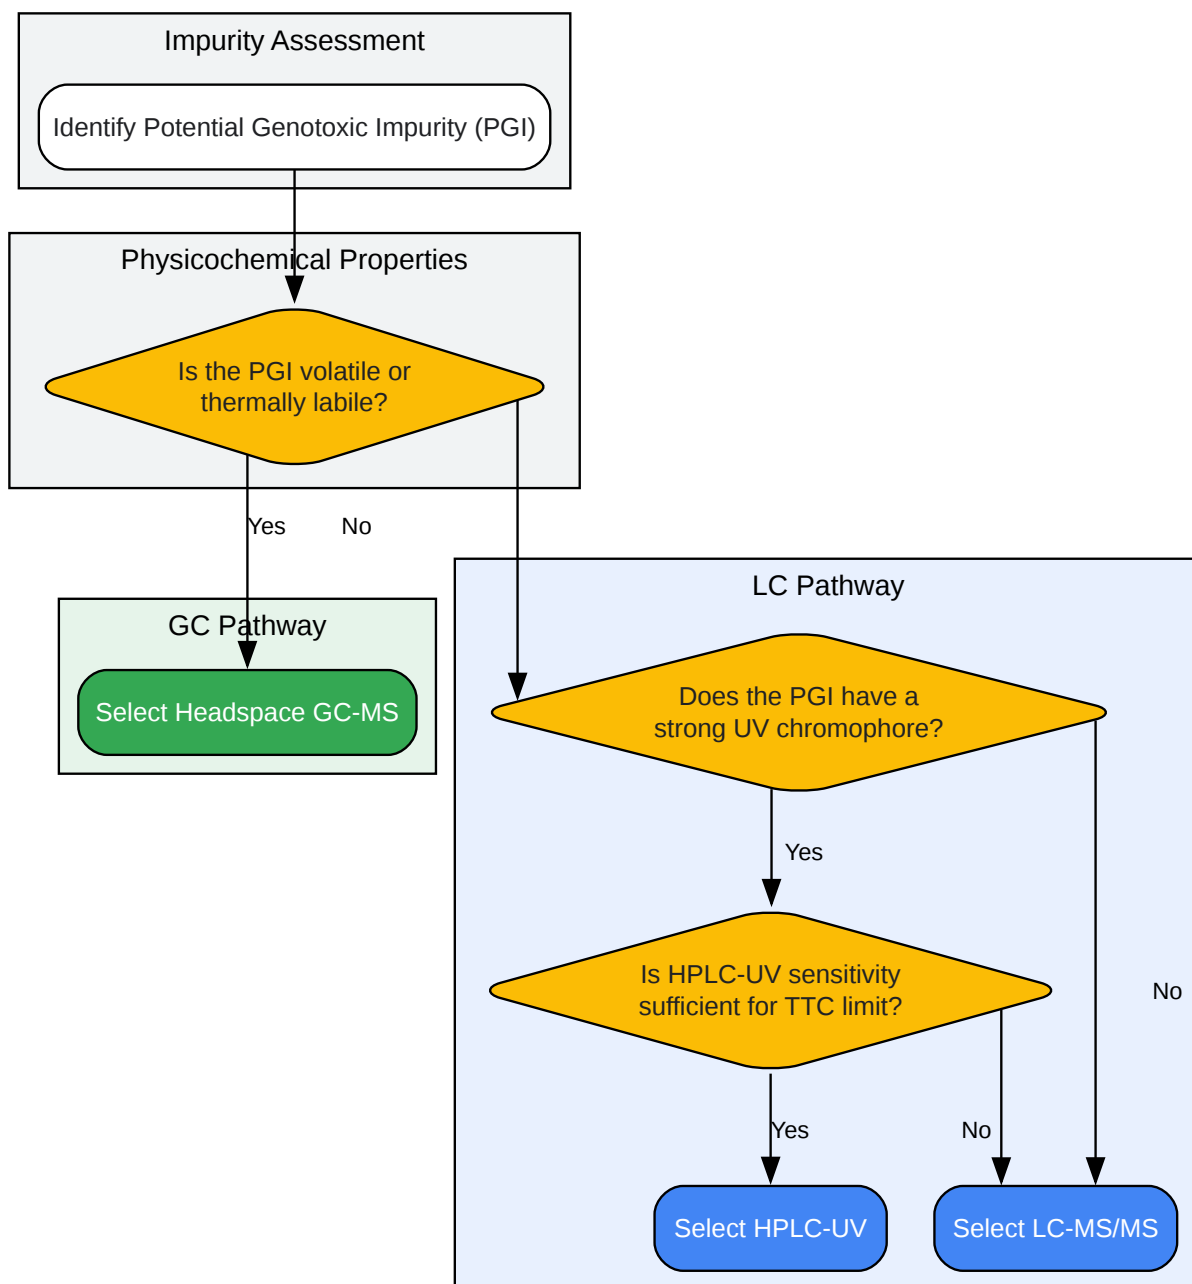 Impurity Assessment
Identify Potential Genotoxic Impurity (PGI)
Physicochemical Properties
Is the PGI volatile or
thermally labile?
Yes
No
GC Pathway
Select Headspace GC-MS
LC Pathway
Does the PGI have a
strong UV chromophore?
Yes
Is HPLC-UV sensitivity
sufficient for TTC limit?
No
Yes
No
Select HPLC-UV
Select LC-MS/MS